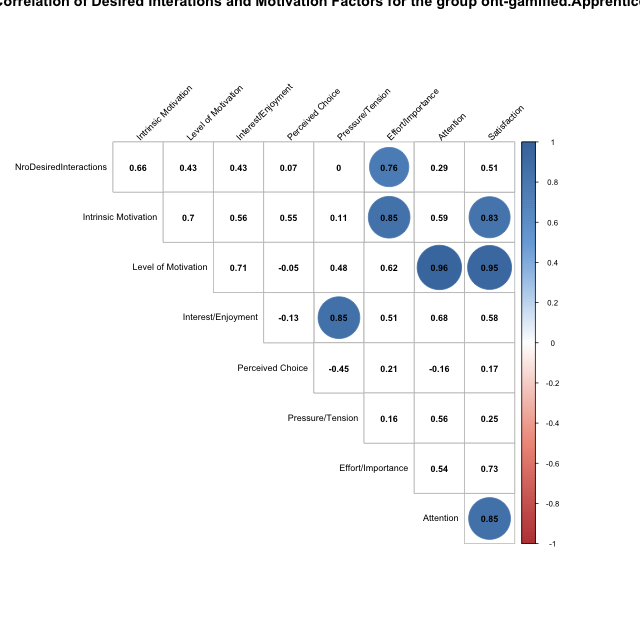 Correlation of Desired Interations and Motivation Factors for the group ont-gamified.Apprentice
Intrinsic Motivation
Level of Motivation
Interest/Enjoyment
Perceived Choice
Pressure/Tension
Effort/Importance
Attention
Satisfaction
NroDesiredInteractions 0.66 0.43 0.43 0.07 0 0.76 0.29 0.51
Intrinsic Motivation 0.7 0.56 0.55 0.11 0.85 0.59 0.83
Level of Motivation 0.71 -0.05 0.48 0.62 0.96 0.95
Interest/Enjoyment -0.13 0.85 0.51 0.68 0.58
Perceived Choice -0.45 0.21 -0.16 0.17
Pressure/Tension 0.16 0.56 0.25
Effort/Importance 0.54 0.73
Attention 0.85
1
0.8
0.6
0.4
0.2
0
-0.2
-0.4
-0.6
-0.8
-1